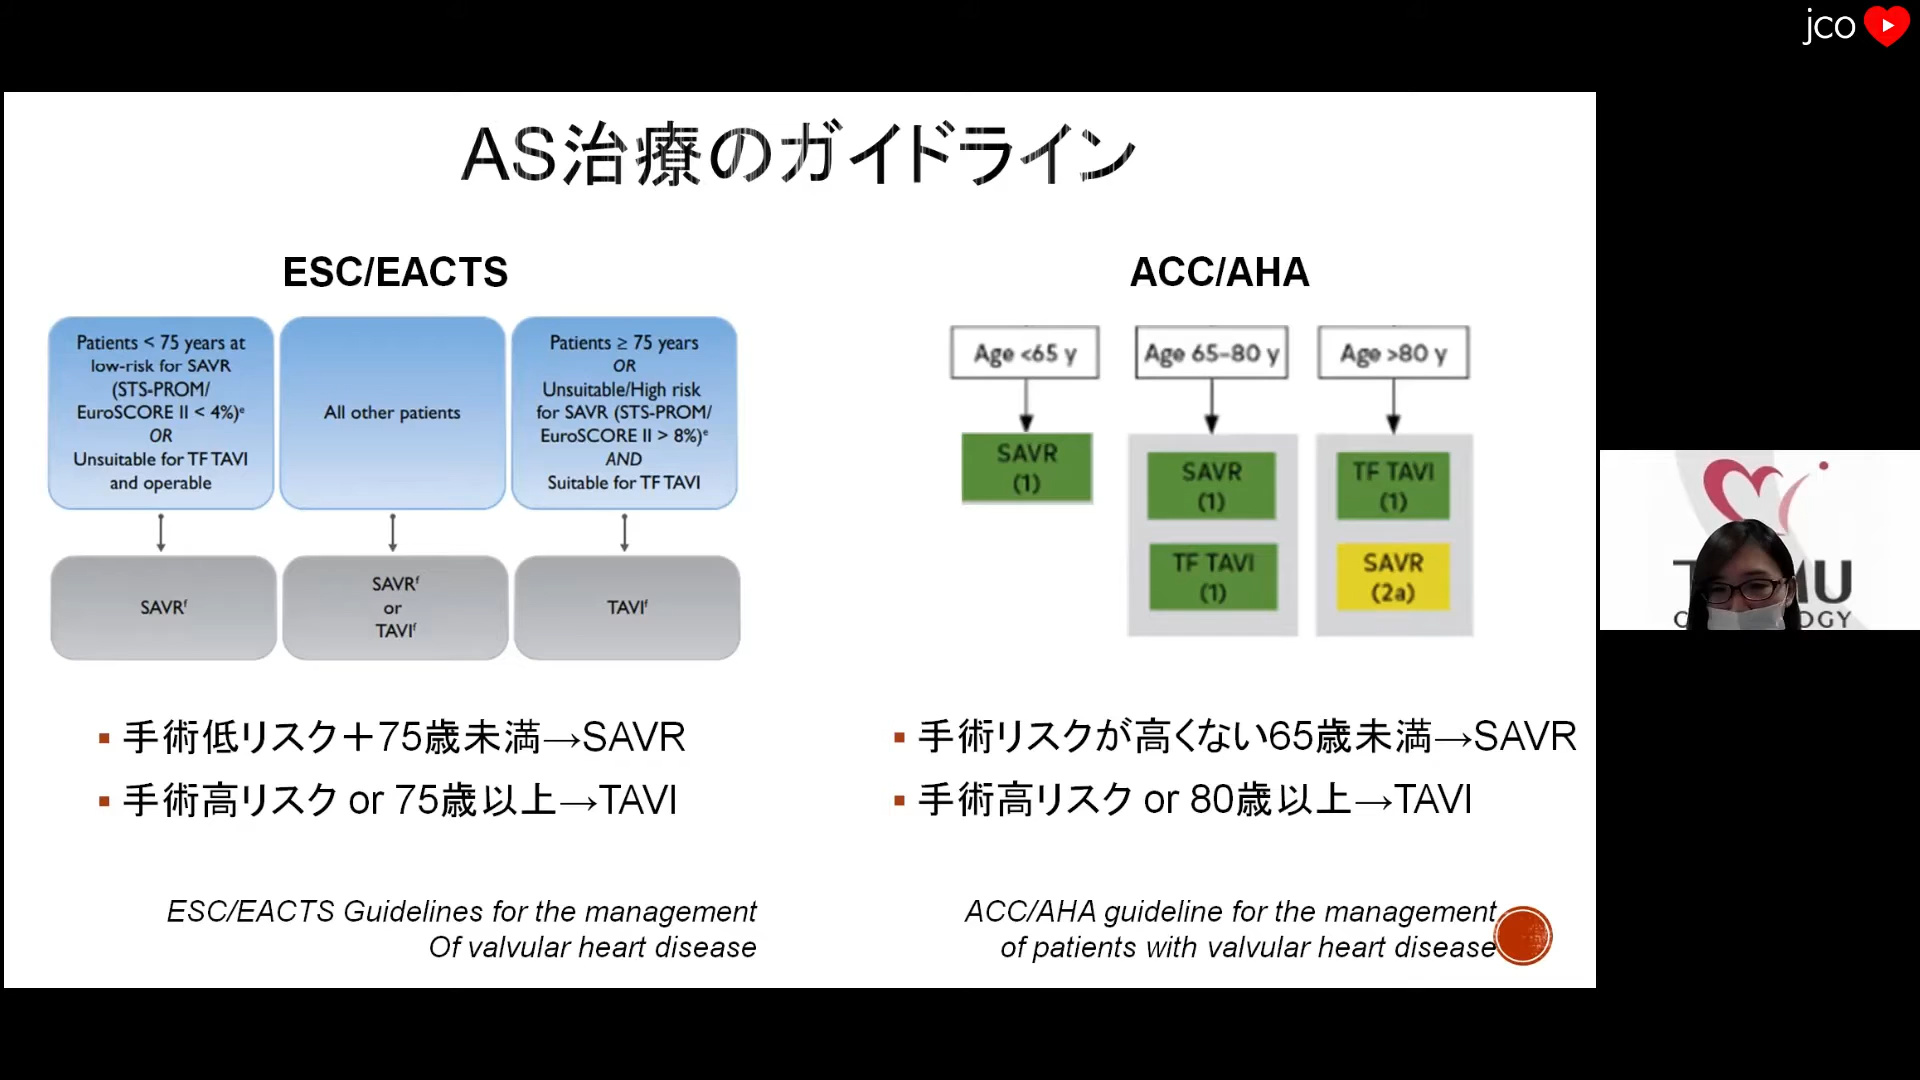 jco
AS治療のガイドライン
ESC/EACTS
Patients < 75 years at
low-risk for SAVR
(STS-PROM/
EuroSCORE II < 4%)ᵉ
OR
Unsuitable for TF TAVI
and operable
All other patients
Patients ≥ 75 years
OR
Unsuitable/High risk
for SAVR (STS-PROM/
EuroSCORE II > 8%)ᵉ
AND
Suitable for TF TAVI
SAVRᶠ
SAVRᶠ
or
TAVIᶠ
TAVIᶠ
▪ 手術低リスク＋75歳未満→SAVR
▪ 手術高リスク or 75歳以上→TAVI
ESC/EACTS Guidelines for the management
Of valvular heart disease
ACC/AHA
Age <65 y
Age 65-80 y
Age >80 y
SAVR
(1)
SAVR
(1)
TF TAVI
(1)
TF TAVI
(1)
SAVR
(2a)
▪ 手術リスクが高くない65歳未満→SAVR
▪ 手術高リスク or 80歳以上→TAVI
ACC/AHA guideline for the management
of patients with valvular heart disease